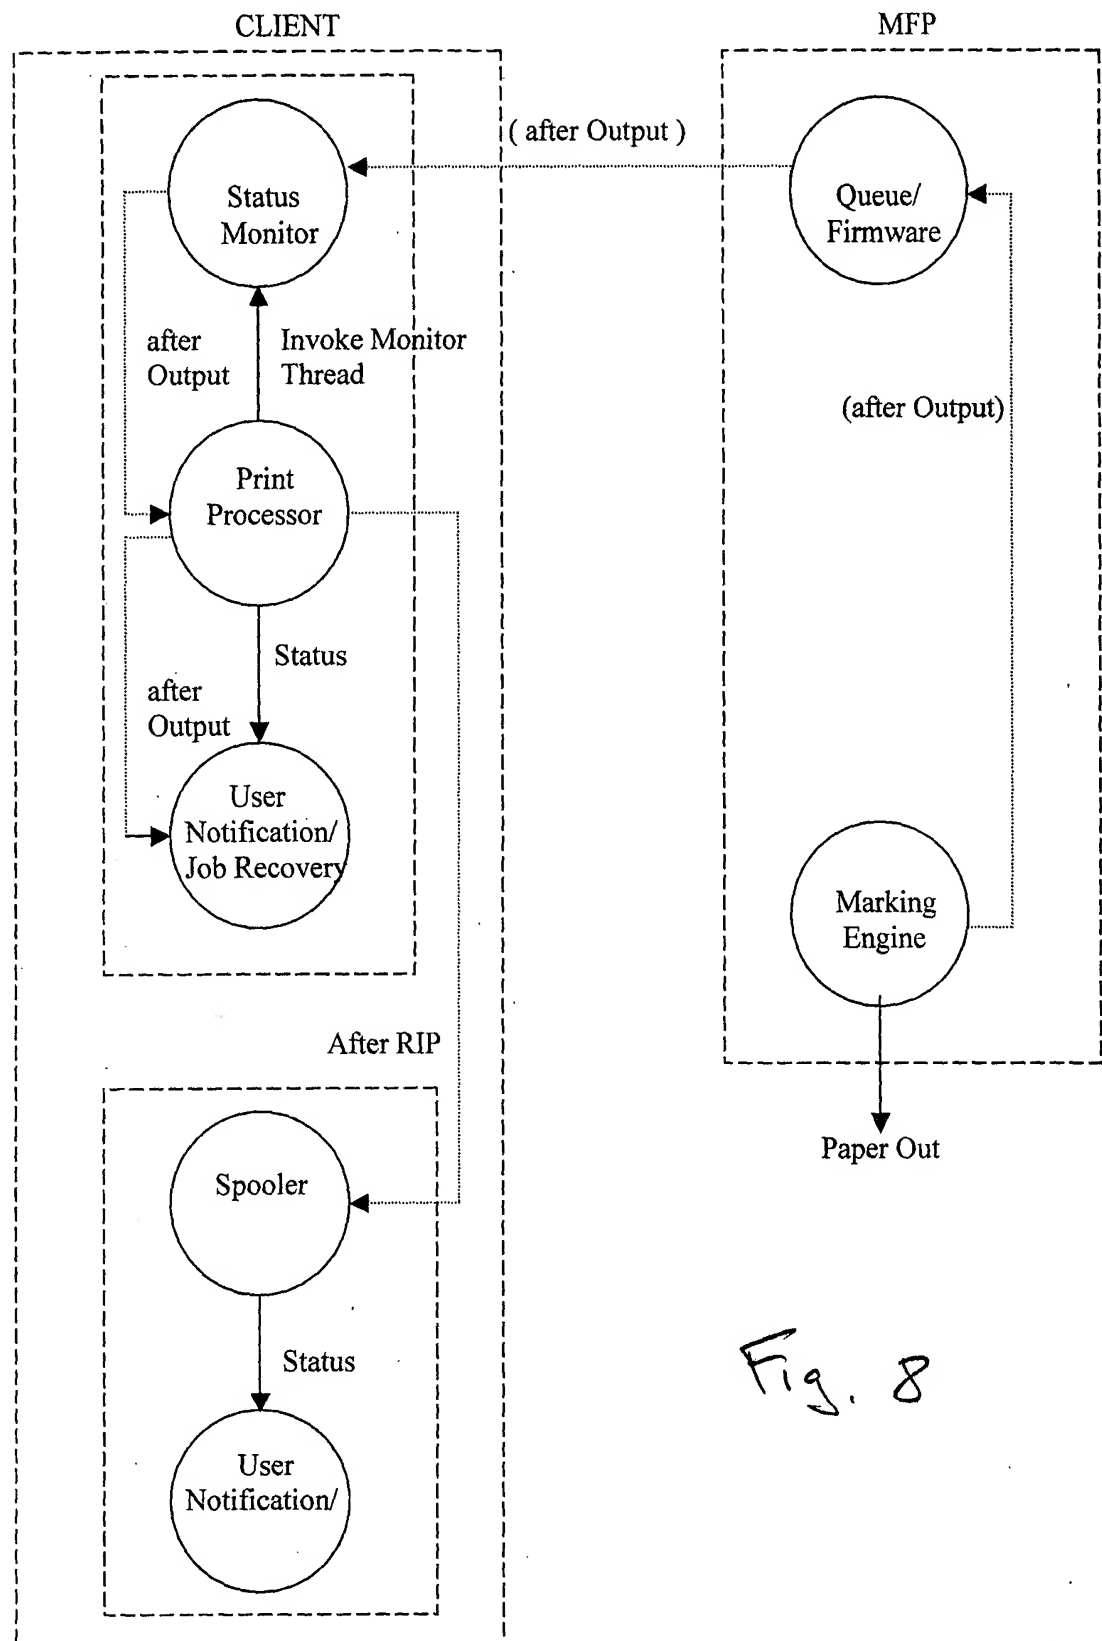 CLIENT
MFP
( after Output )
Status
Monitor
Queue/
Firmware
after
Output
Invoke Monitor
Thread
(after Output)
Print
Processor
Status
after
Output
User
Notification/
Job Recovery
Marking
Engine
After RIP
Paper Out
Spooler
Status
Fig. 8
User
Notification/